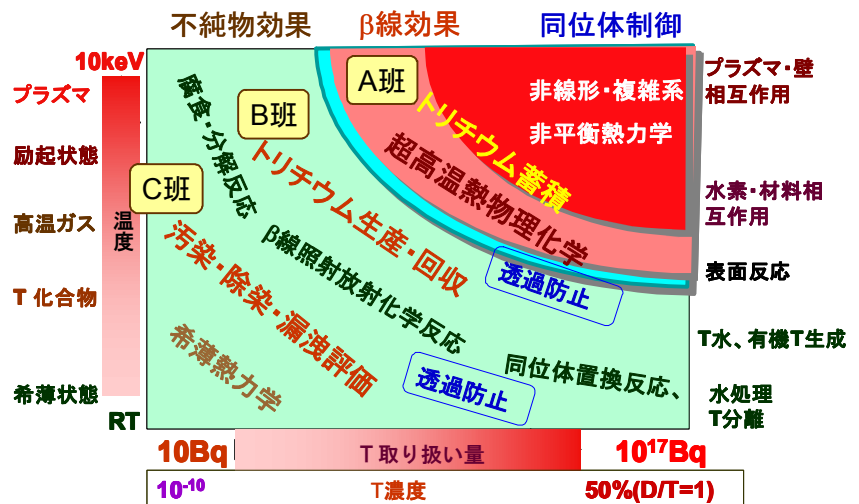 不純物効果 β線効果 同位体制御
10keV
プラズマ
励起状態
高温ガス
T 化合物
希薄状態
RT
温度
A班
B班
C班
非線形・複雑系
非平衡熱力学
トリチウム蓄積
超高温熱物理化学
腐食・分解反応
トリチウム生産・回収
β線照射放射化学反応
汚染・除染・漏洩評価
希薄熱力学
透過防止
透過防止
同位体置換反応、
プラズマ・壁
相互作用
水素・材料相
互作用
表面反応
T水、有機T生成
水処理
T分離
10Bq T 取り扱い量 10¹⁷Bq
10⁻¹⁰ T濃度 50%(D/T=1)